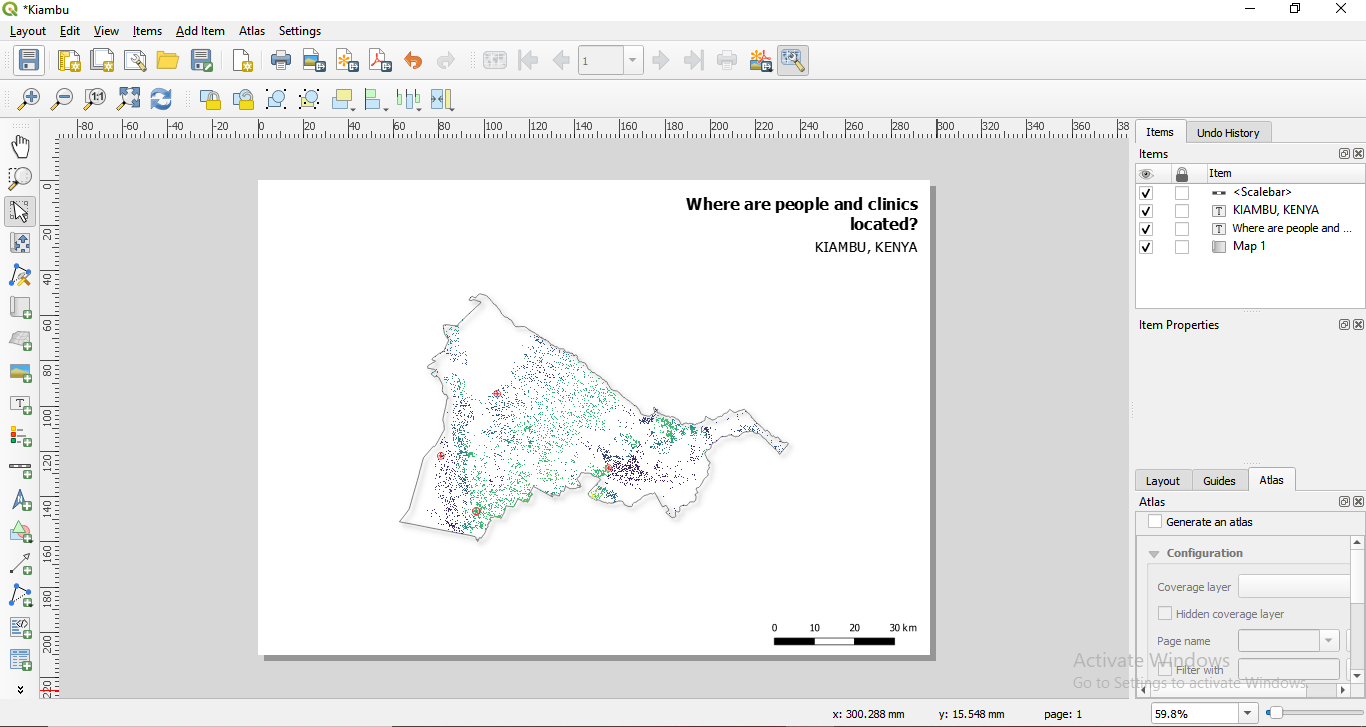 *Kiambu
Layout Edit View Items Add Item Atlas Settings
1
1:1
-80 -60 -40 -20 0 20 40 60 80 100 120 140 160 180 200 220 240 260 280 300 320 340 360 38
0
20
40
60
80
100
120
140
160
180
200
220
Where are people and clinics
located?
KIAMBU, KENYA
0 10 20 30 km
Items Undo History
Items
Item
<Scalebar>
KIAMBU, KENYA
Where are people and ...
Map 1
Item Properties
Layout Guides Atlas
Atlas
Generate an atlas
Configuration
Coverage layer
Hidden coverage layer
Page name
Filter with
Activate Windows
Go to Settings to activate Windows.
x: 300.288 mm y: 15.548 mm page: 1 59.8%